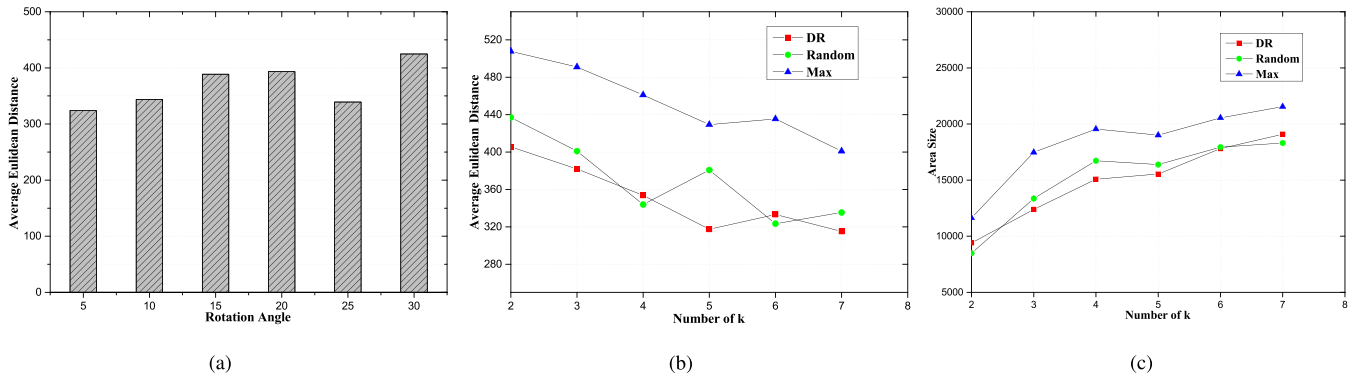 500
400
300
200
100
0
Average Eulidean Distance
5 10 15 20 25 30
Rotation Angle
(a)
520
480
440
400
360
320
280
Average Eulidean Distance
DR
Random
Max
2 3 4 5 6 7 8
Number of k
(b)
30000
25000
20000
15000
10000
5000
Area Size
DR
Random
Max
2 3 4 5 6 7 8
Number of k
(c)